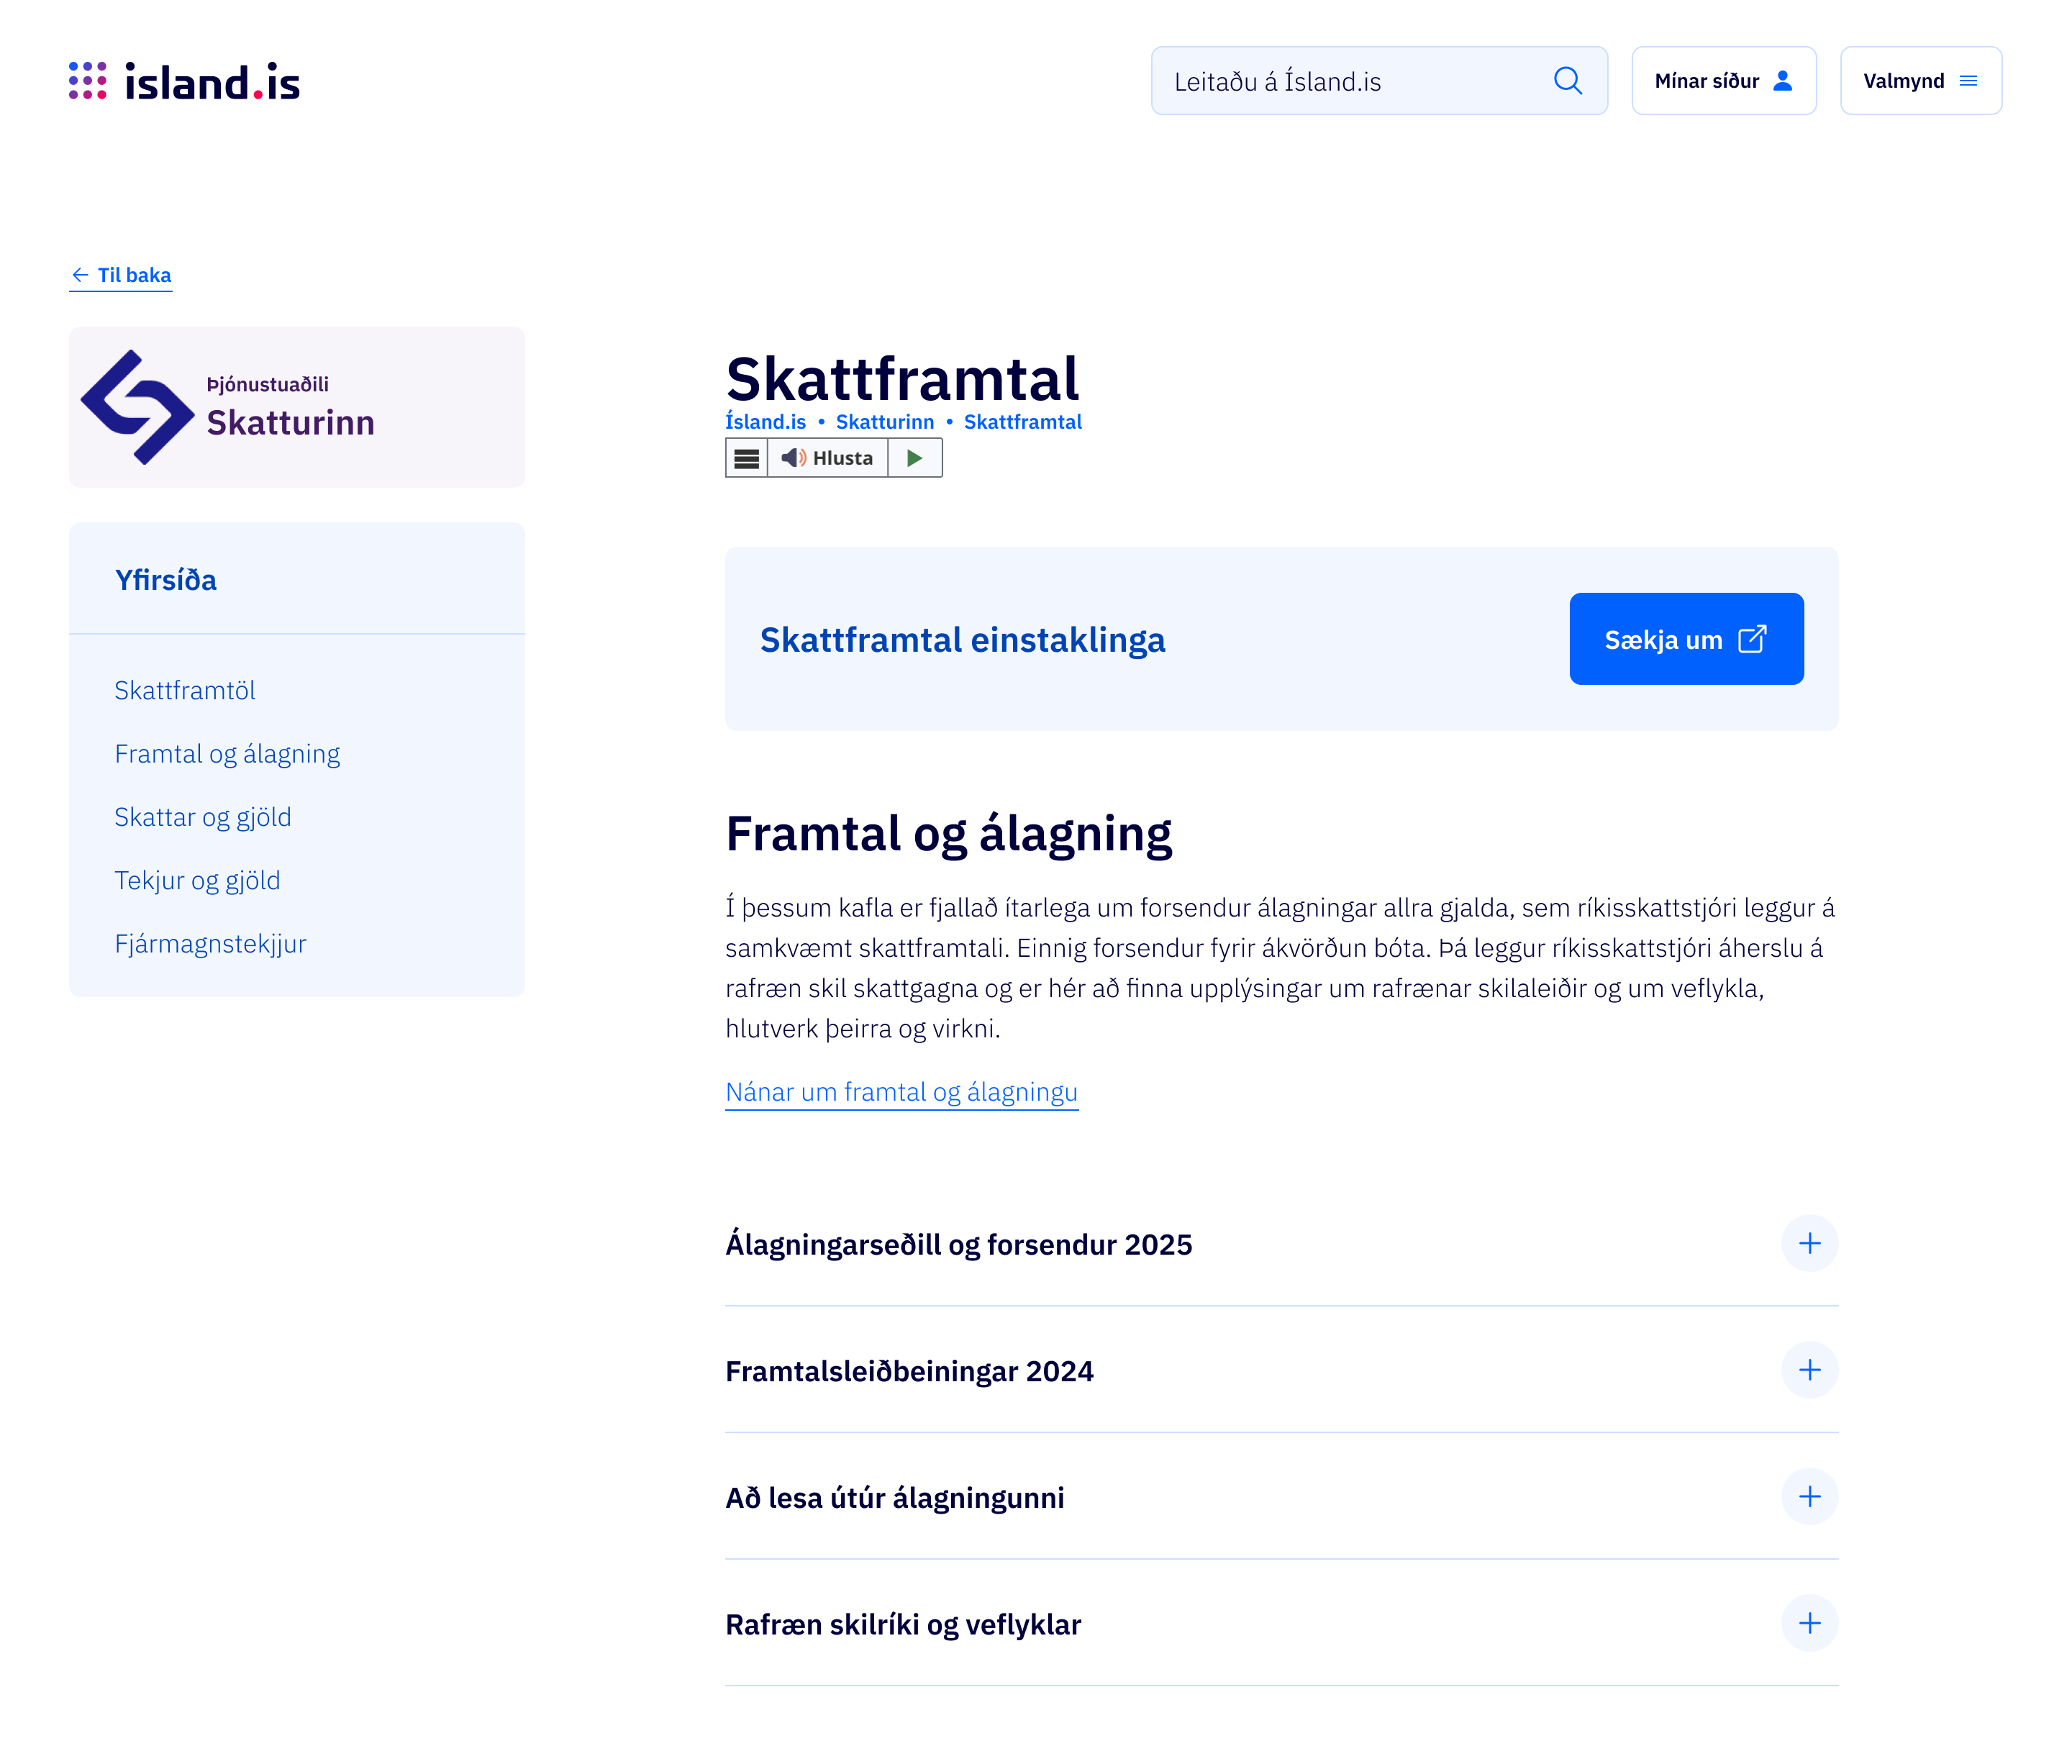 island.is
Leitaðu á Ísland.is
Mínar síður
Valmynd
Til baka
Þjónustuaðili
Skatturinn
Yfirsíða
Skattframtöl
Framtal og álagning
Skattar og gjöld
Tekjur og gjöld
Fjármagnstekjjur
Skattframtal
Ísland.is • Skatturinn • Skattframtal
Hlusta
Skattframtal einstaklinga
Sækja um
Framtal og álagning
Í þessum kafla er fjallað ítarlega um forsendur álagningar allra gjalda, sem ríkisskattstjóri leggur á
samkvæmt skattframtali. Einnig forsendur fyrir ákvörðun bóta. Þá leggur ríkisskattstjóri áherslu á
rafræn skil skattgagna og er hér að finna upplýsingar um rafrænar skilaleiðir og um veflykla,
hlutverk þeirra og virkni.
Nánar um framtal og álagningu
Álagningarseðill og forsendur 2025
Framtalsleiðbeiningar 2024
Að lesa útúr álagningunni
Rafræn skilríki og veflyklar